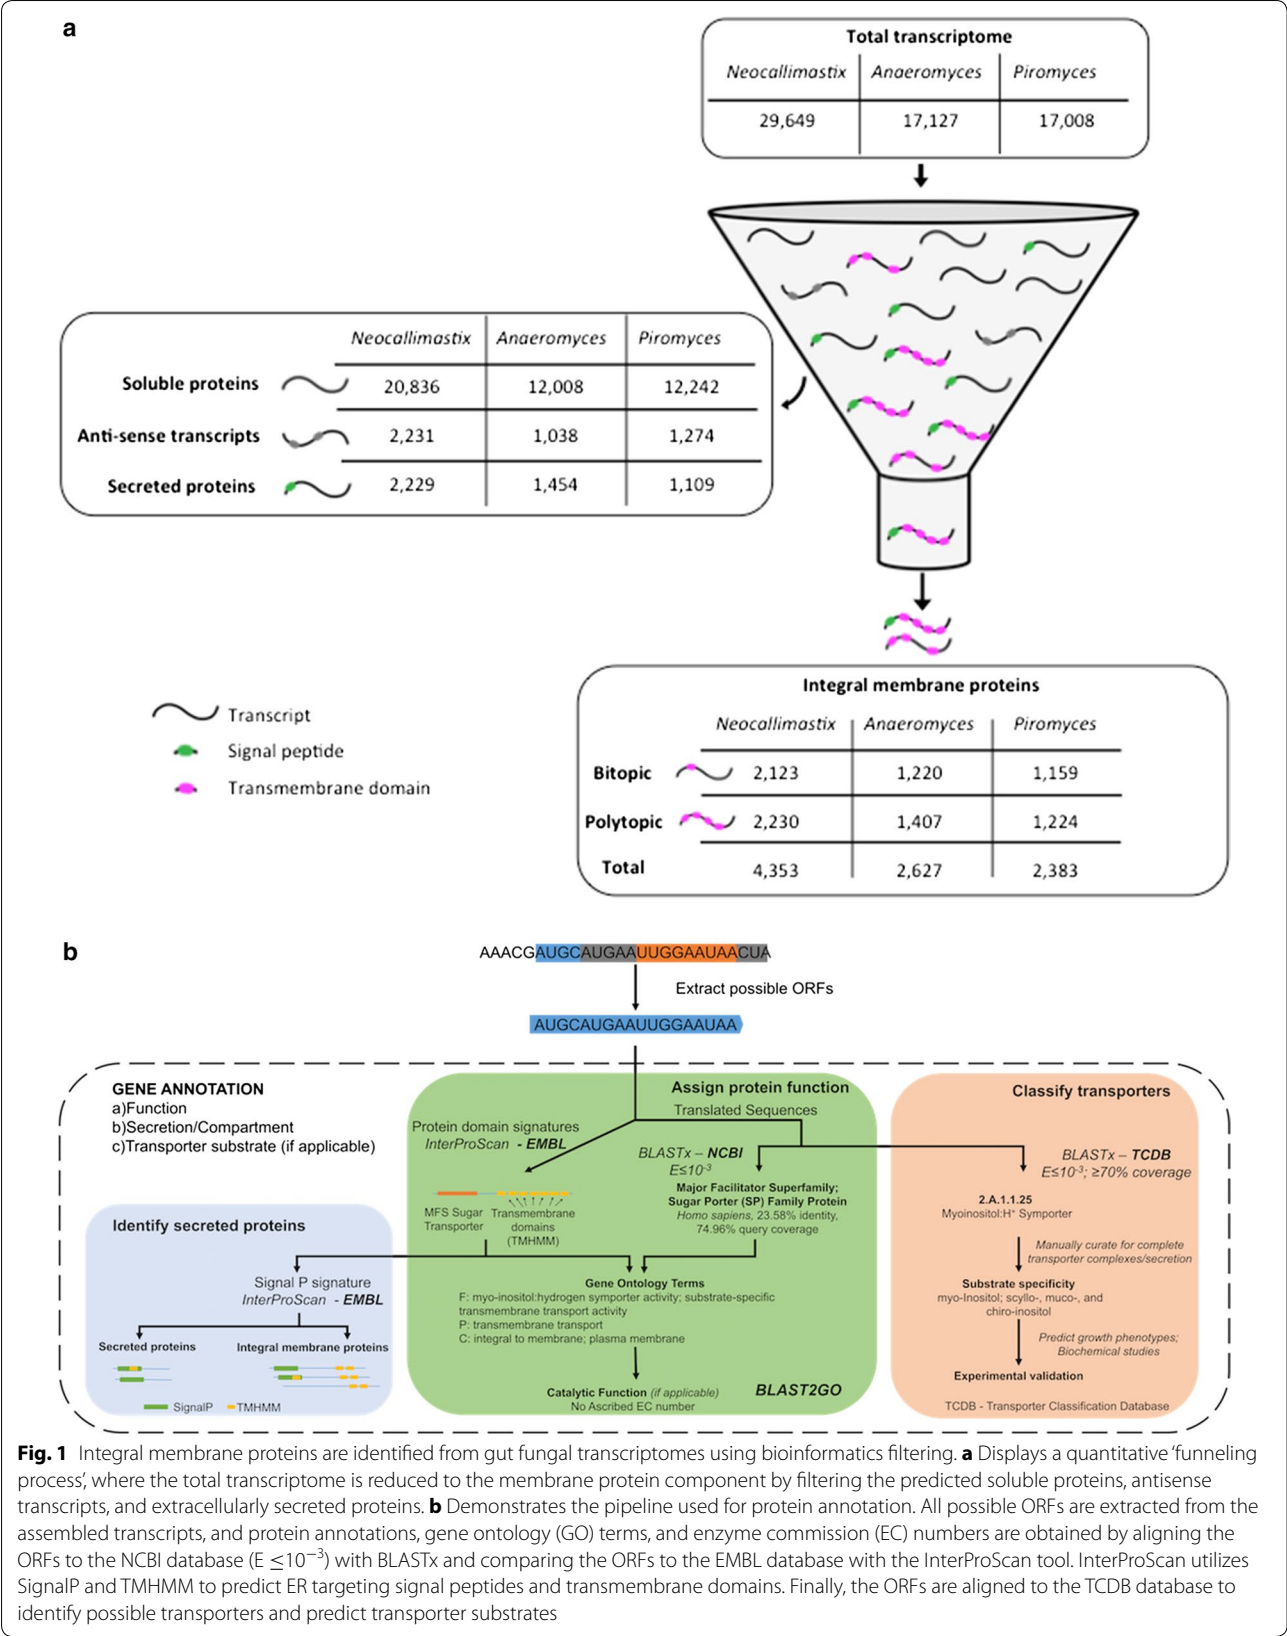 a
Total transcriptome
Neocallimastix Anaeromyces Piromyces
29,649 17,127 17,008
Neocallimastix Anaeromyces Piromyces
Soluble proteins 20,836 12,008 12,242
Anti-sense transcripts 2,231 1,038 1,274
Secreted proteins 2,229 1,454 1,109
Transcript
Signal peptide
Transmembrane domain
Integral membrane proteins
Neocallimastix Anaeromyces Piromyces
Bitopic 2,123 1,220 1,159
Polytopic 2,230 1,407 1,224
Total 4,353 2,627 2,383
b
AAACGAUGCAUGAAUUGGAAUAACUA
Extract possible ORFs
AUGCAUGAAUUGGAAUAA
GENE ANNOTATION
a)Function
b)Secretion/Compartment
c)Transporter substrate (if applicable)
Identify secreted proteins
Signal P signature
InterProScan - EMBL
Secreted proteins
Integral membrane proteins
SignalP
TMHMM
Assign protein function
Translated Sequences
Protein domain signatures
InterProScan - EMBL
MFS Sugar
Transporter
Transmembrane
domains
(TMHMM)
BLASTx – NCBI
E≤10⁻³
Major Facilitator Superfamily;
Sugar Porter (SP) Family Protein
Homo sapiens, 23.58% identity,
74.96% query coverage
Gene Ontology Terms
F: myo-inositol:hydrogen symporter activity; substrate-specific
transmembrane transport activity
P: transmembrane transport
C: integral to membrane; plasma membrane
Catalytic Function (if applicable)
No Ascribed EC number
BLAST2GO
Classify transporters
BLASTx – TCDB
E≤10⁻³; ≥70% coverage
2.A.1.1.25
Myoinositol:H⁺ Symporter
Manually curate for complete
transporter complexes/secretion
Substrate specificity
myo-Inositol; scyllo-, muco-, and
chiro-inositol
Predict growth phenotypes;
Biochemical studies
Experimental validation
TCDB - Transporter Classification Database
Fig. 1 Integral membrane proteins are identified from gut fungal transcriptomes using bioinformatics filtering. a Displays a quantitative ‘funneling
process’, where the total transcriptome is reduced to the membrane protein component by filtering the predicted soluble proteins, antisense
transcripts, and extracellularly secreted proteins. b Demonstrates the pipeline used for protein annotation. All possible ORFs are extracted from the
assembled transcripts, and protein annotations, gene ontology (GO) terms, and enzyme commission (EC) numbers are obtained by aligning the
ORFs to the NCBI database (E ≤10⁻³) with BLASTx and comparing the ORFs to the EMBL database with the InterProScan tool. InterProScan utilizes
SignalP and TMHMM to predict ER targeting signal peptides and transmembrane domains. Finally, the ORFs are aligned to the TCDB database to
identify possible transporters and predict transporter substrates